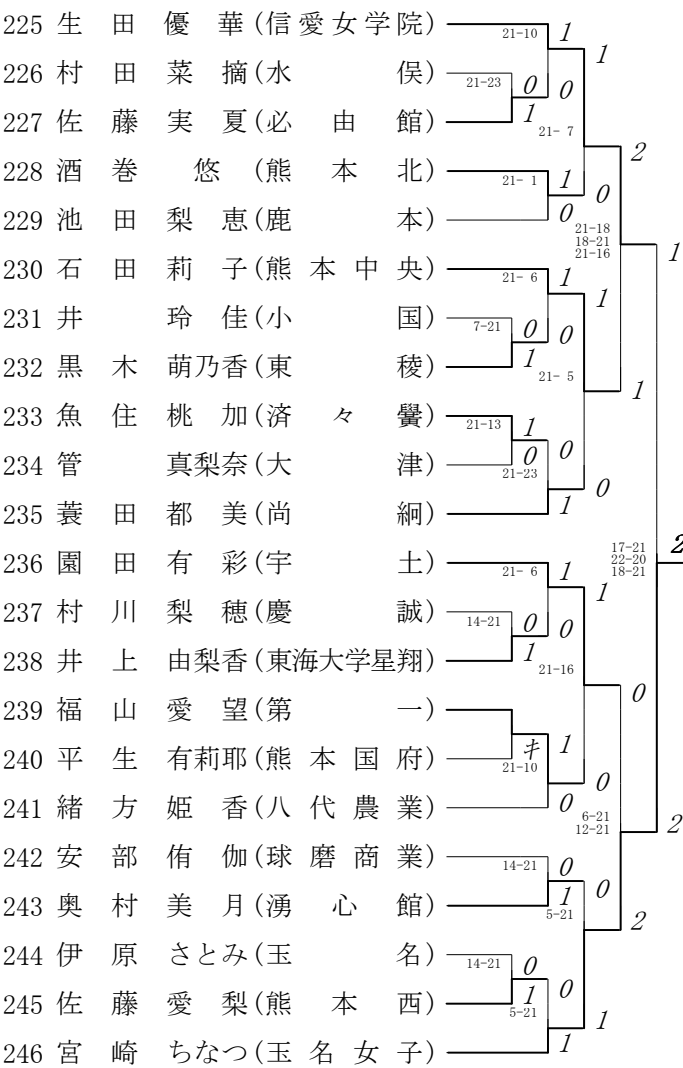 225 生 田 優 華 (信 愛 女 学 院) 21-10 1 1
226 村 田 菜 摘 (水 俣) 21-23 0 0
227 佐 藤 実 夏 (必 由 館) 1 21- 7
2
228 酒 巻 悠 (熊 本 北) 21- 1 1 0
229 池 田 梨 恵 (鹿 本) 0
21-18
18-21
21-16
1
230 石 田 莉 子 (熊 本 中 央) 21- 6 1 1
231 井 玲 佳 (小 国) 7-21 0 0
232 黒 木 萌乃香 (東 稜) 1 21- 5
1
233 魚 住 桃 加 (済 々 黌) 21-13 1 0
234 管 真梨奈 (大 津) 0 21-23 0
235 蓑 田 都 美 (尚 絅) 1
17-21
22-20
18-21
2
236 園 田 有 彩 (宇 土) 21- 6 1 1
237 村 川 梨 穂 (慶 誠) 14-21 0 0
238 井 上 由梨香 (東海大学星翔) 1 21-16
0
239 福 山 愛 望 (第 一) 1
240 平 生 有莉耶 (熊 本 国 府) ｷ 21-10 0
241 緒 方 姫 香 (八 代 農 業) 0
6-21
12-21
2
242 安 部 侑 伽 (球 磨 商 業) 14-21 0 0
243 奥 村 美 月 (湧 心 館) 1 5-21
2
244 伊 原 さとみ (玉 名) 14-21 0 0
245 佐 藤 愛 梨 (熊 本 西) 1 5-21 1
246 宮 崎 ちなつ (玉 名 女 子) 1